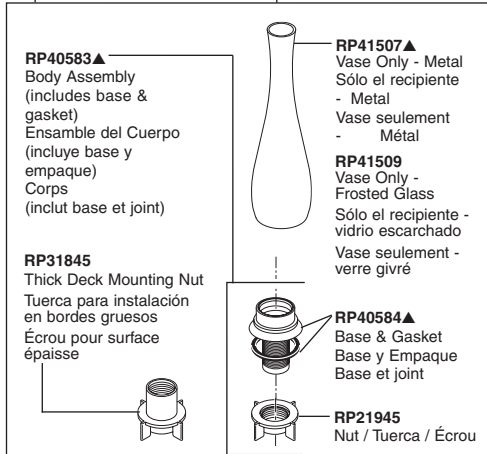 RP40583▲
Body Assembly
(includes base &
gasket)
Ensamble del Cuerpo
(incluye base y
empaque)
Corps
(inclut base et joint)
RP31845
Thick Deck Mounting Nut
Tuerca para instalación
en bordes gruesos
Écrou pour surface
épaisse
RP41507▲
Vase Only - Metal
Sólo el recipiente
- Metal
Vase seulement
- Métal
RP41509
Vase Only -
Frosted Glass
Sólo el recipiente -
vidrio escarchado
Vase seulement -
verre givré
RP40584▲
Base & Gasket
Base y Empaque
Base et joint
RP21945
Nut / Tuerca / Écrou